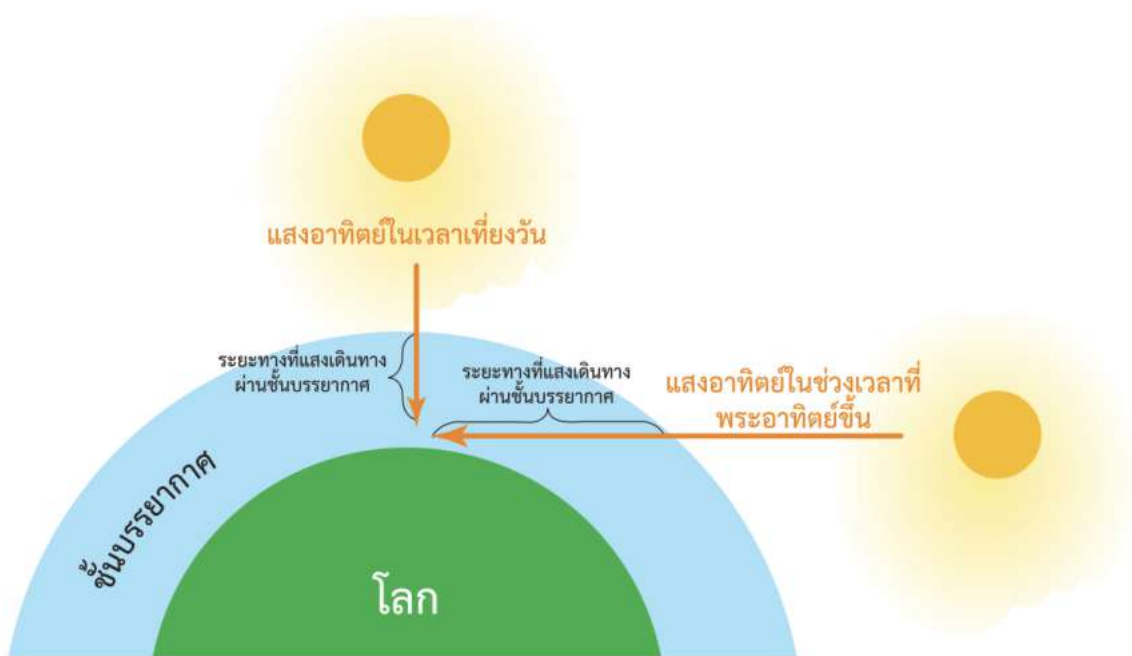 แสงอาทิตย์ในเวลาเที่ยงวัน
ระยะทางที่แสงเดินทาง
ผ่านชั้นบรรยากาศ
ระยะทางที่แสงเดินทาง
ผ่านชั้นบรรยากาศ
แสงอาทิตย์ในช่วงเวลาที่
พระอาทิตย์ขึ้น
ชั้นบรรยากาศ
โลก